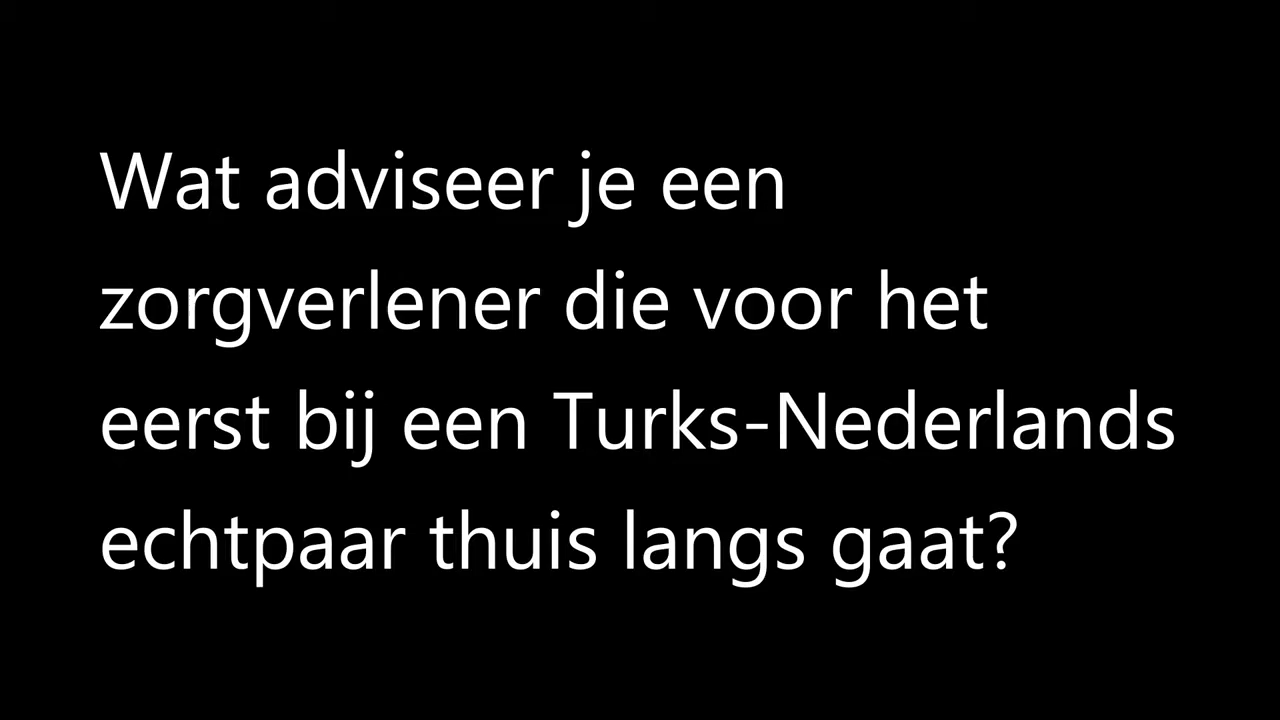 Wat adviseer je een
zorgverlener die voor het
eerst bij een Turks-Nederlands
echtpaar thuis langs gaat?